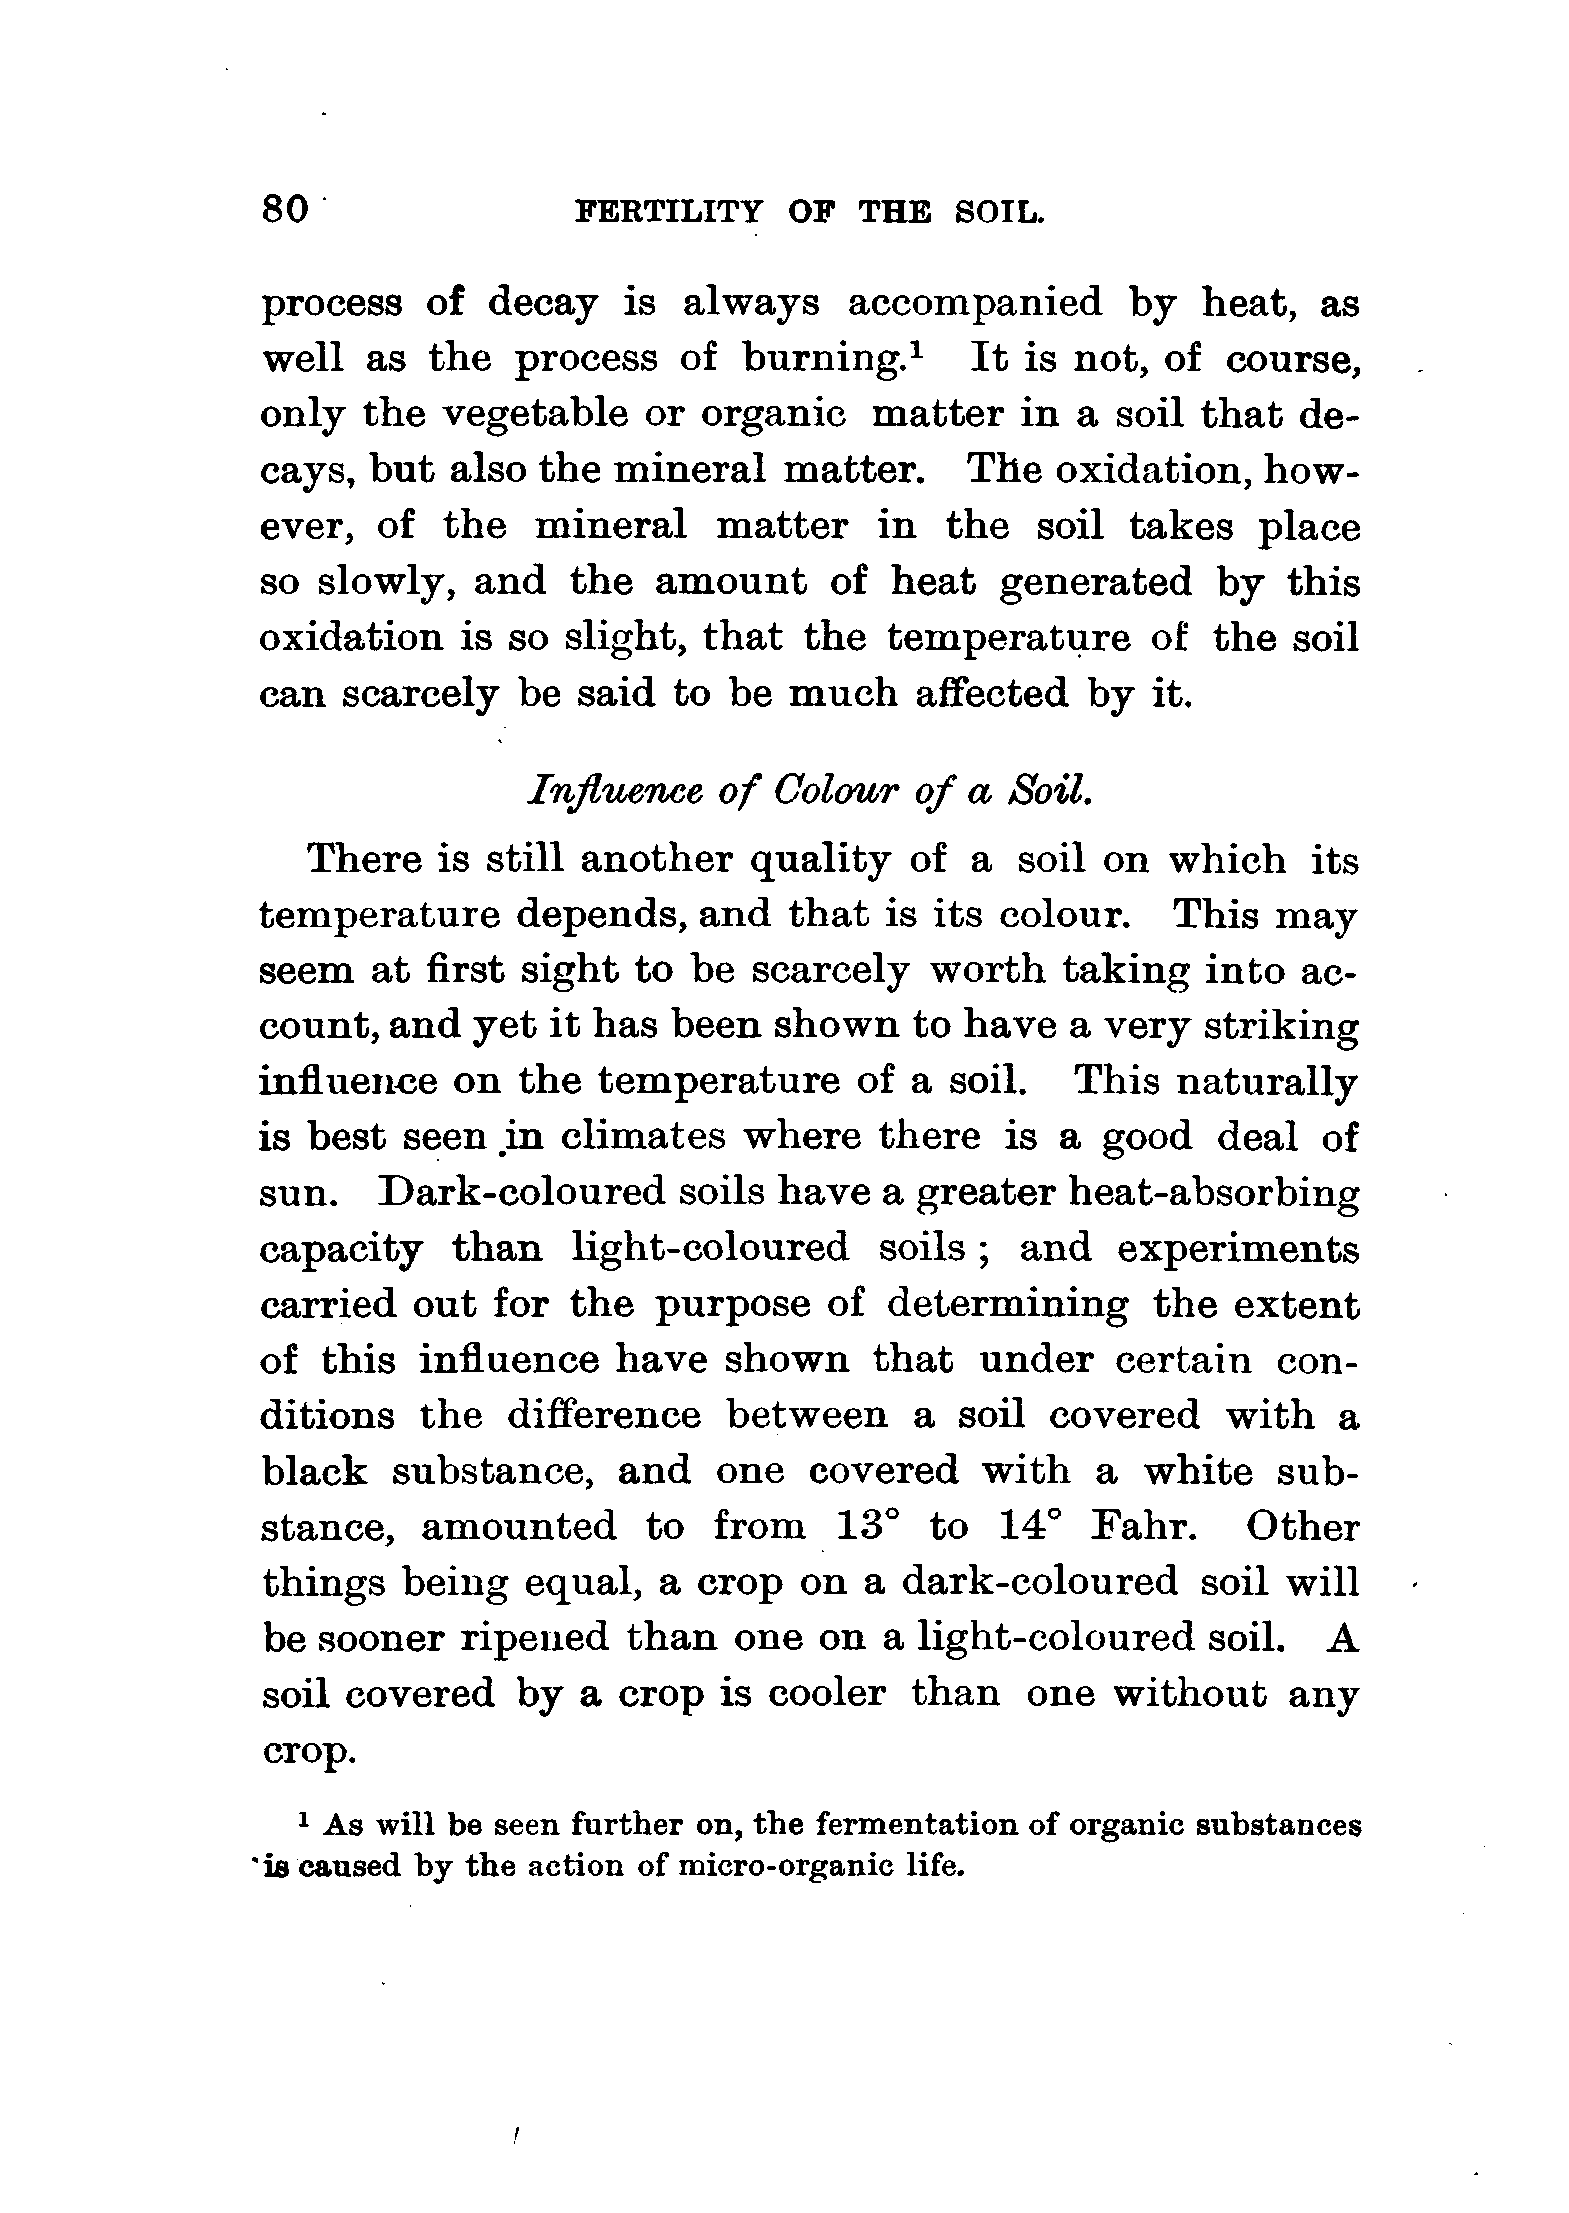 80 FERTILITY OF THE SOIL.
process of decay is always accompanied by heat, as
well as the process of burning.¹ It is not, of course,
only the vegetable or organic matter in a soil that de-
cays, but also the mineral matter. The oxidation, how-
ever, of the mineral matter in the soil takes place
so slowly, and the amount of heat generated by this
oxidation is so slight, that the temperature of the soil
can scarcely be said to be much affected by it.
Influence of Colour of a Soil.
There is still another quality of a soil on which its
temperature depends, and that is its colour. This may
seem at first sight to be scarcely worth taking into ac-
count, and yet it has been shown to have a very striking
influence on the temperature of a soil. This naturally
is best seen in climates where there is a good deal of
sun. Dark-coloured soils have a greater heat-absorbing
capacity than light-coloured soils ; and experiments
carried out for the purpose of determining the extent
of this influence have shown that under certain con-
ditions the difference between a soil covered with a
black substance, and one covered with a white sub-
stance, amounted to from 13° to 14° Fahr. Other
things being equal, a crop on a dark-coloured soil will
be sooner ripened than one on a light-coloured soil. A
soil covered by a crop is cooler than one without any
crop.
¹ As will be seen further on, the fermentation of organic substances
is caused by the action of micro-organic life.